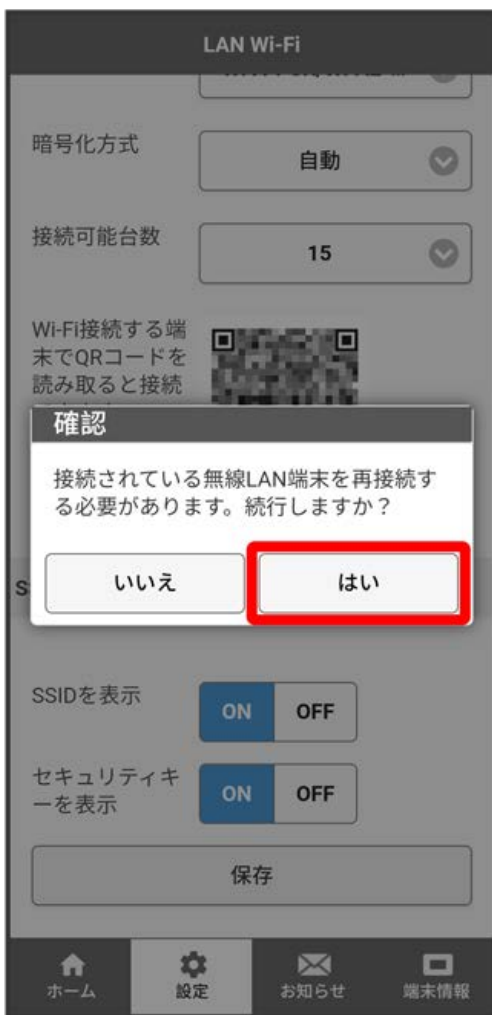 LAN Wi-Fi
暗号化方式
自動
接続可能台数
15
Wi-Fi接続する端
末でQRコードを
読み取ると接続
確認
接続されている無線LAN端末を再接続す
る必要があります。続行しますか？
いいえ
はい
S
SSIDを表示
ON
OFF
セキュリティキ
ーを表示
ON
OFF
保存
ホーム
設定
お知らせ
端末情報